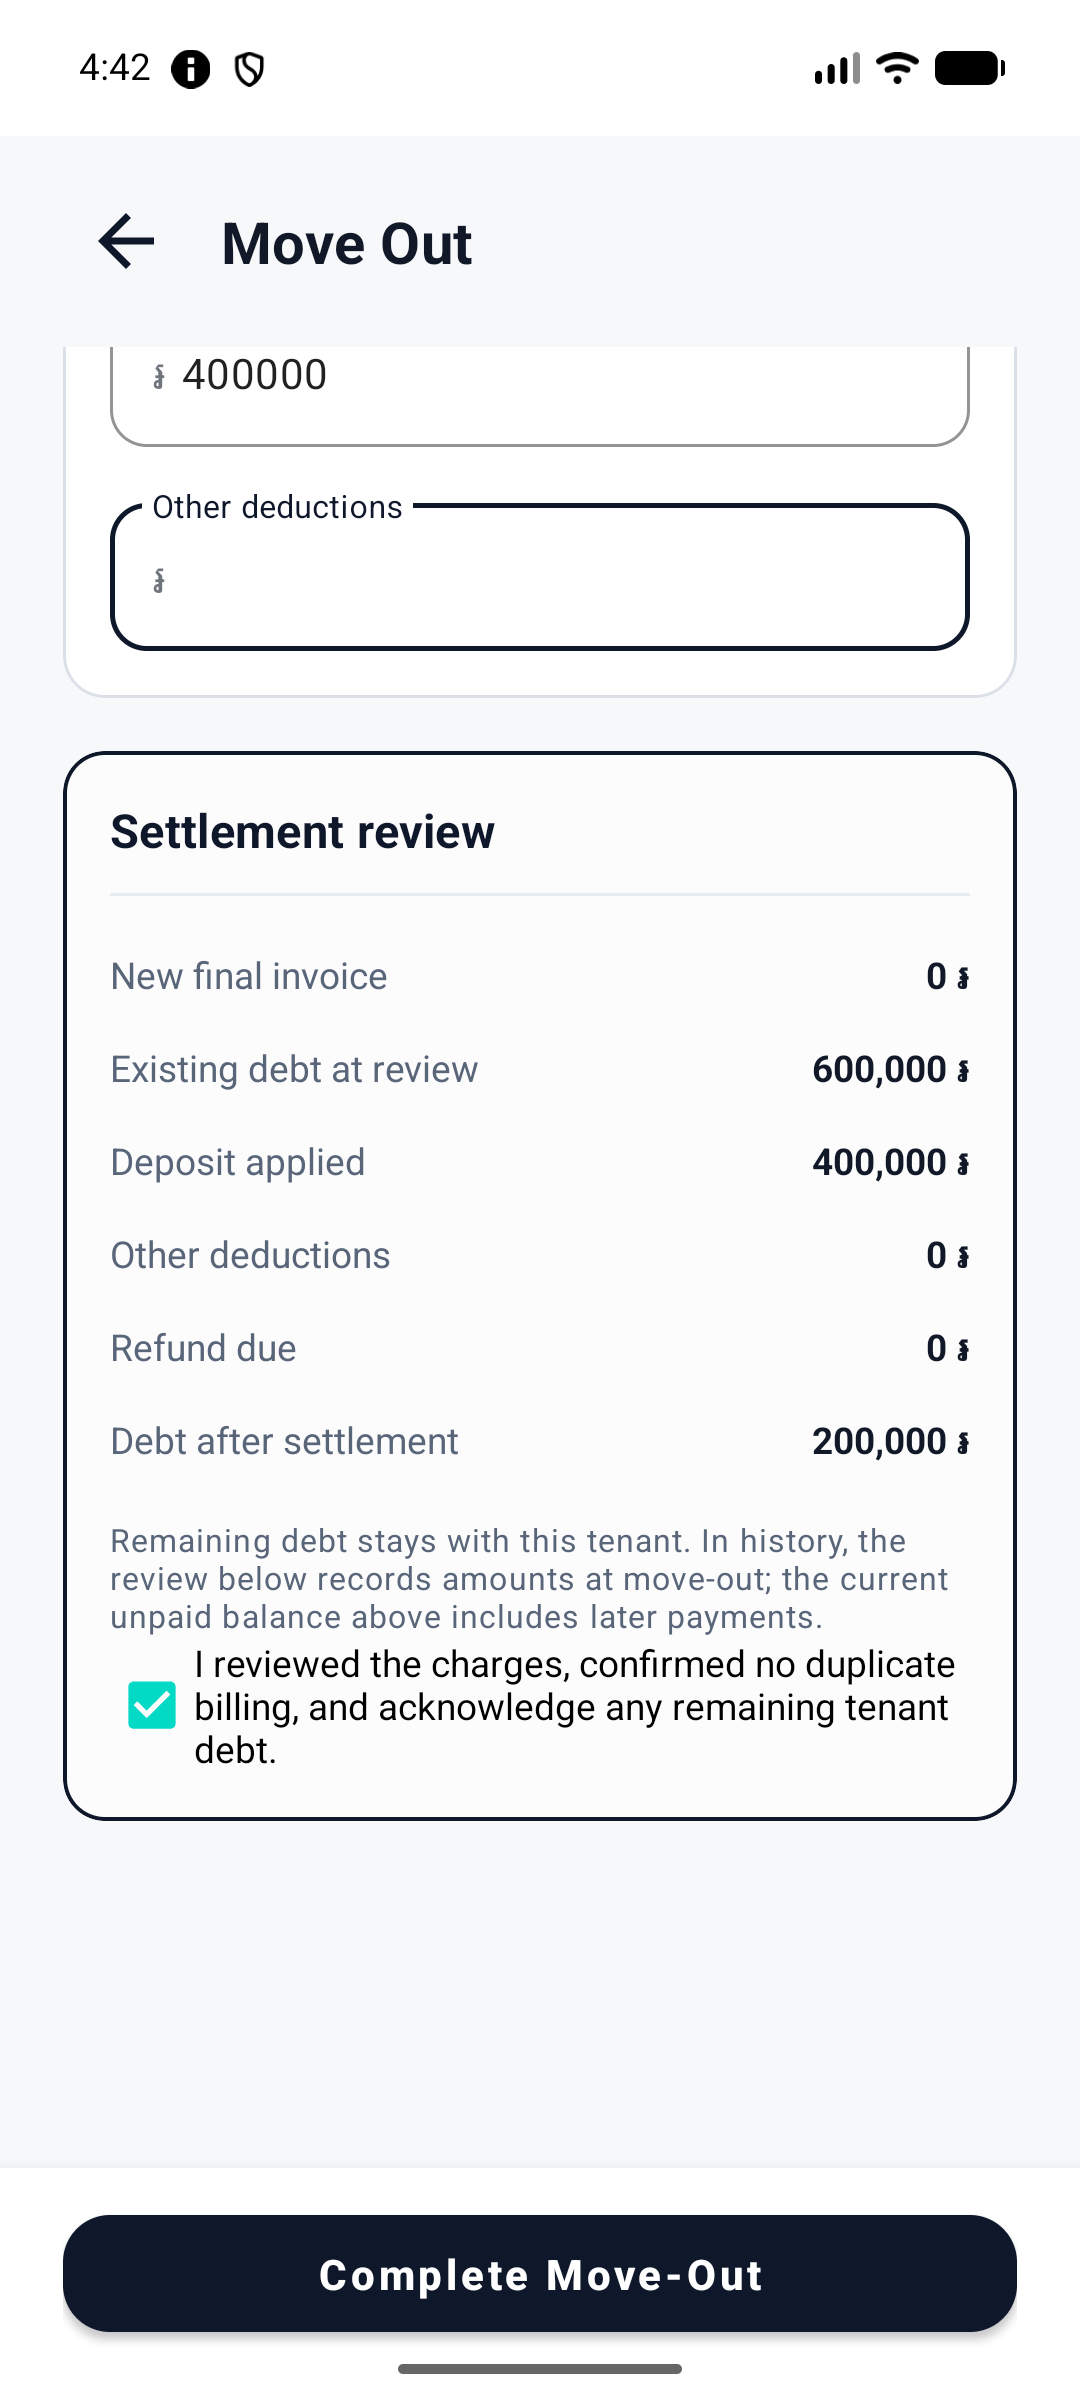 4:42
Move Out
៛ 400000
Other deductions
៛
Settlement review
New final invoice 0 ៛
Existing debt at review 600,000 ៛
Deposit applied 400,000 ៛
Other deductions 0 ៛
Refund due 0 ៛
Debt after settlement 200,000 ៛
Remaining debt stays with this tenant. In history, the
review below records amounts at move-out; the current
unpaid balance above includes later payments.
I reviewed the charges, confirmed no duplicate
billing, and acknowledge any remaining tenant
debt.
Complete Move-Out